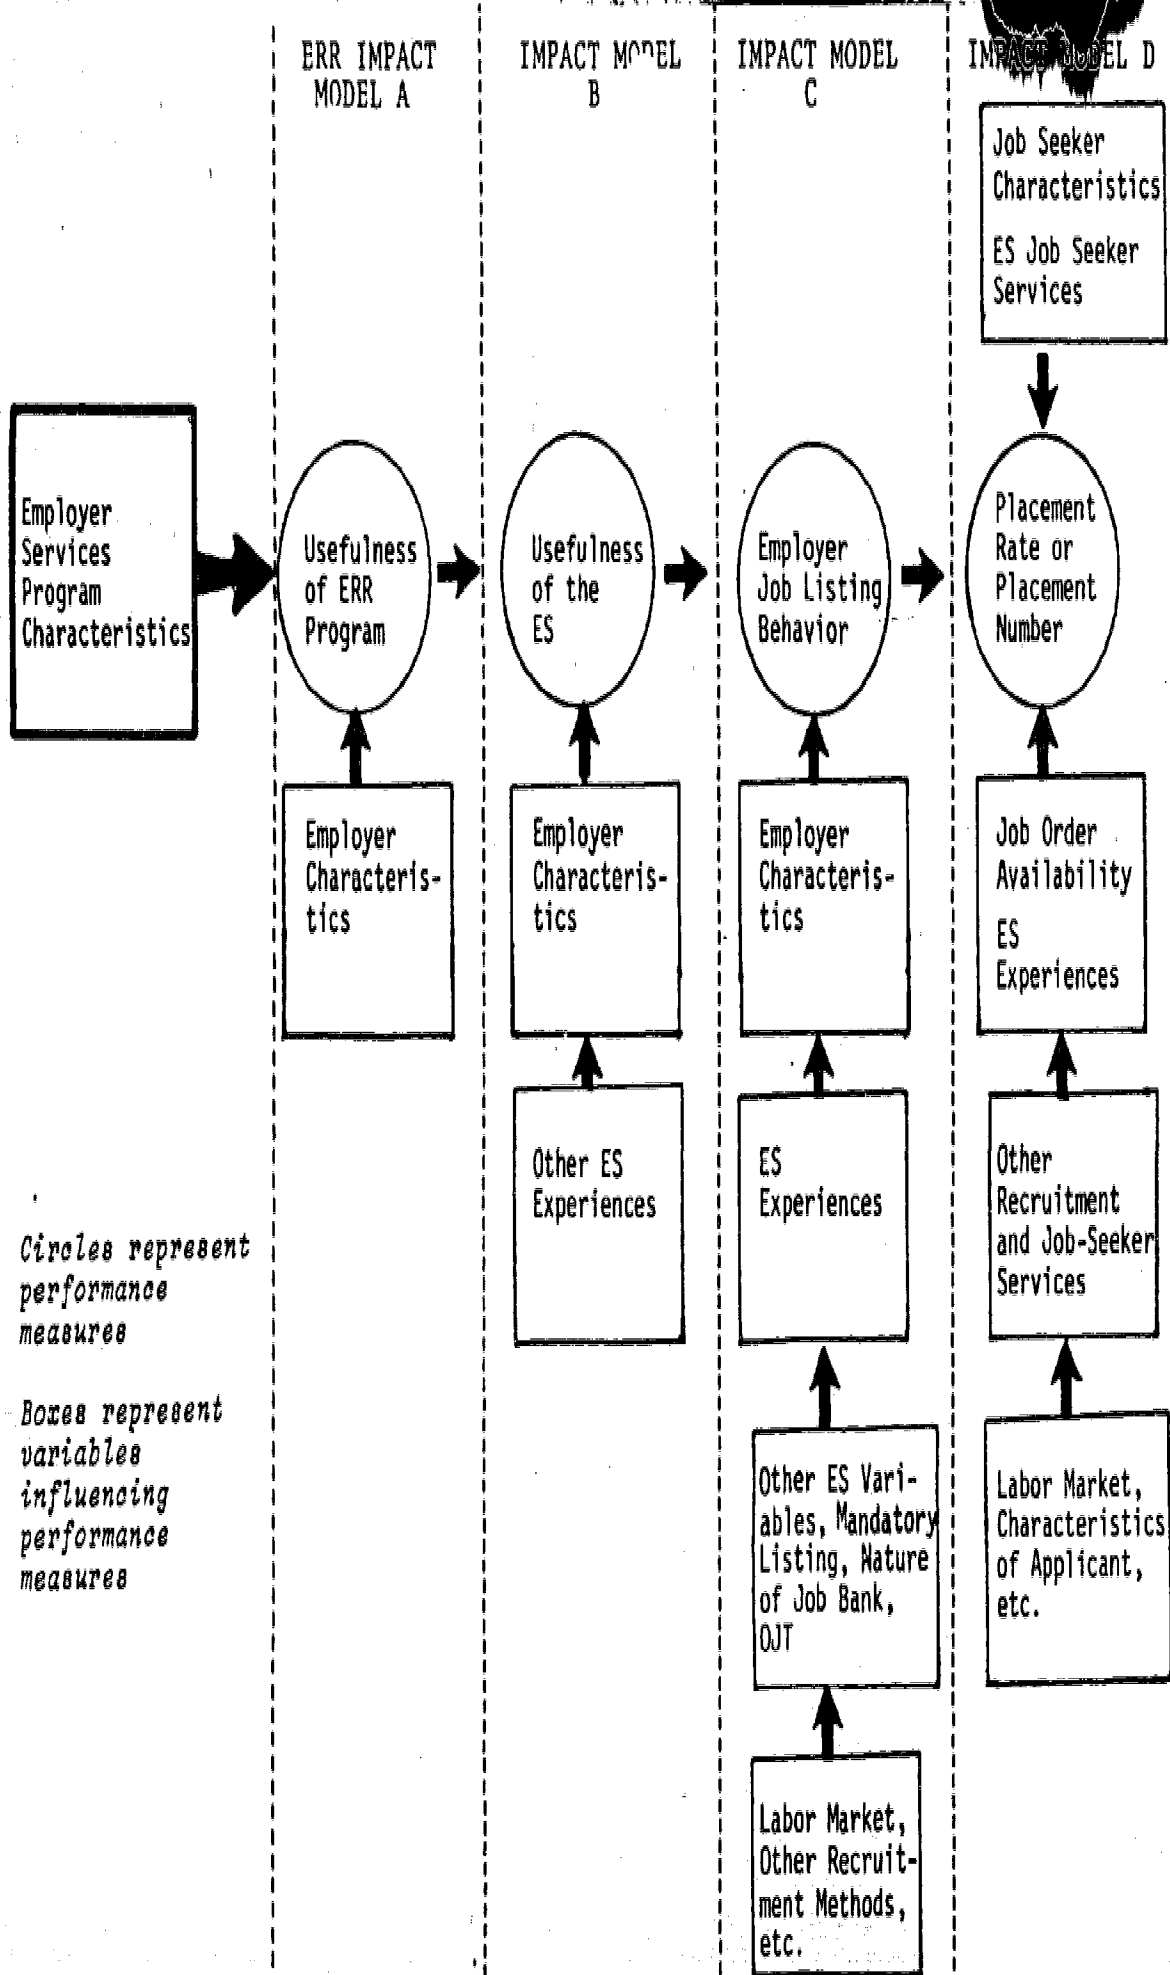 ERR IMPACT
MODEL A
IMPACT MODEL
B
IMPACT MODEL
C
IMPACT MODEL D
Job Seeker
Characteristics
ES Job Seeker
Services
Employer
Services
Program
Characteristics
Usefulness
of ERR
Program
Usefulness
of the
ES
Employer
Job Listing
Behavior
Placement
Rate or
Placement
Number
Employer
Characteris-
tics
Employer
Characteris-
tics
Employer
Characteris-
tics
Job Order
Availability
ES
Experiences
Other ES
Experiences
ES
Experiences
Other
Recruitment
and Job-Seeker
Services
Circles represent
performance
measures
Boxes represent
variables
influencing
performance
measures
Other ES Vari-
ables, Mandatory
Listing, Nature
of Job Bank,
OJT
Labor Market,
Characteristics
of Applicant,
etc.
Labor Market,
Other Recruit-
ment Methods,
etc.